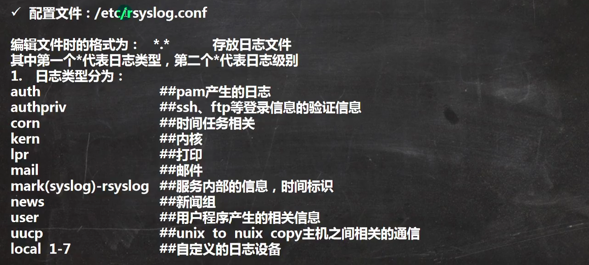 ✓ 配置文件：/etc/rsyslog.conf
编辑文件时的格式为： *.* 存放日志文件
其中第一个*代表日志类型，第二个*代表日志级别
1. 日志类型分为：
auth ##pam产生的日志
authpriv ##ssh、ftp等登录信息的验证信息
corn ##时间任务相关
kern ##内核
lpr ##打印
mail ##邮件
mark(syslog)-rsyslog ##服务内部的信息，时间标识
news ##新闻组
user ##用户程序产生的相关信息
uucp ##unix to nuix copy主机之间相关的通信
local 1-7 ##自定义的日志设备